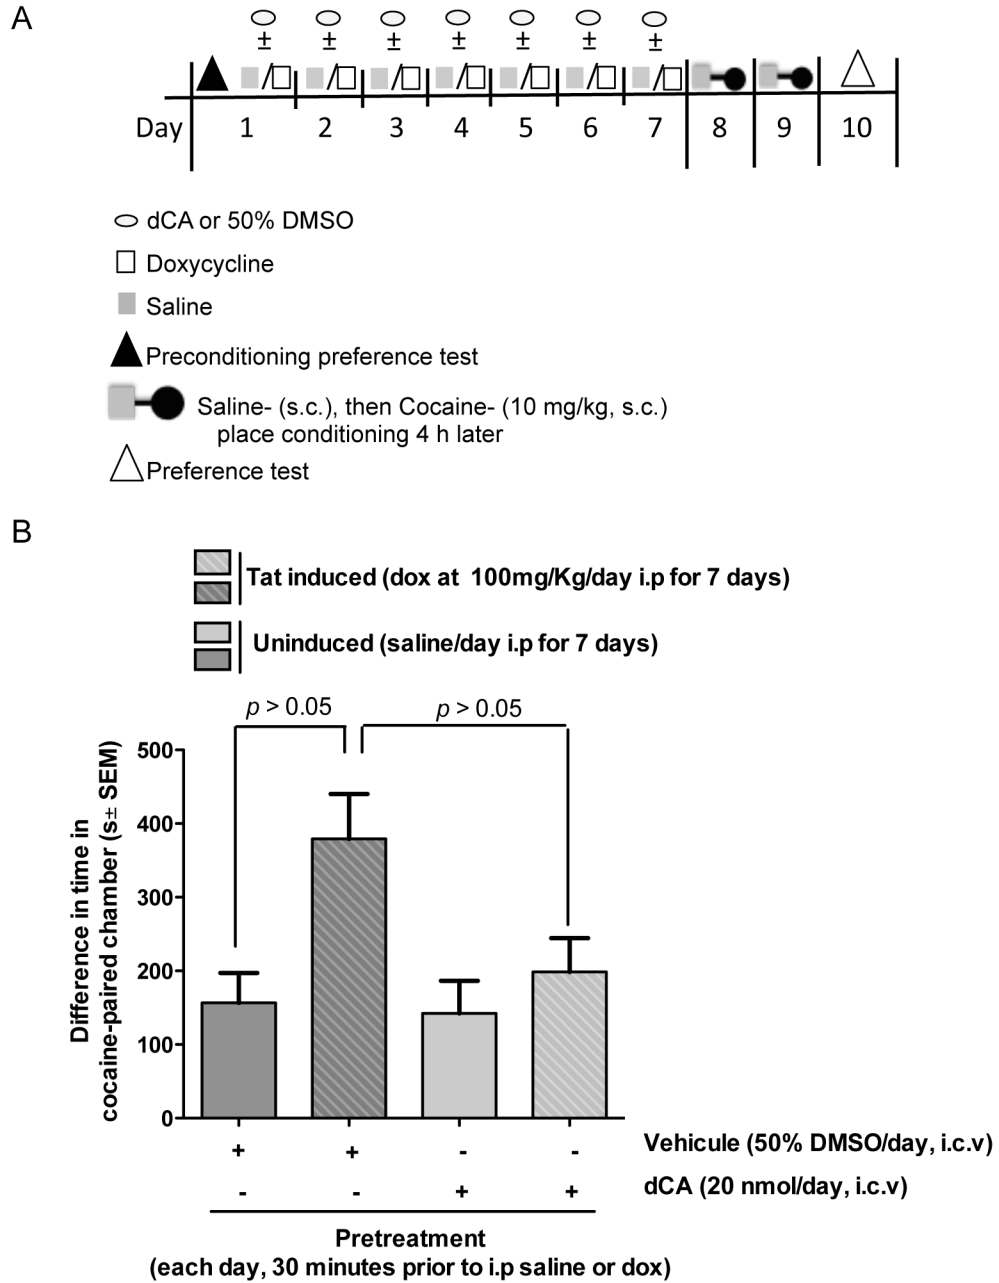 A
± ± ± ± ± ± ±
/ / / / / / /
Day 1 2 3 4 5 6 7 8 9 10
dCA or 50% DMSO
Doxycycline
Saline
Preconditioning preference test
Saline- (s.c.), then Cocaine- (10 mg/kg, s.c.)
place conditioning 4 h later
Preference test
B
Tat induced (dox at 100mg/Kg/day i.p for 7 days)
Uninduced (saline/day i.p for 7 days)
p > 0.05
p > 0.05
Difference in time in
cocaine-paired chamber (s± SEM)
500
400
300
200
100
0
+ + - - Vehicule (50% DMSO/day, i.c.v)
- - + + dCA (20 nmol/day, i.c.v)
Pretreatment
(each day, 30 minutes prior to i.p saline or dox)